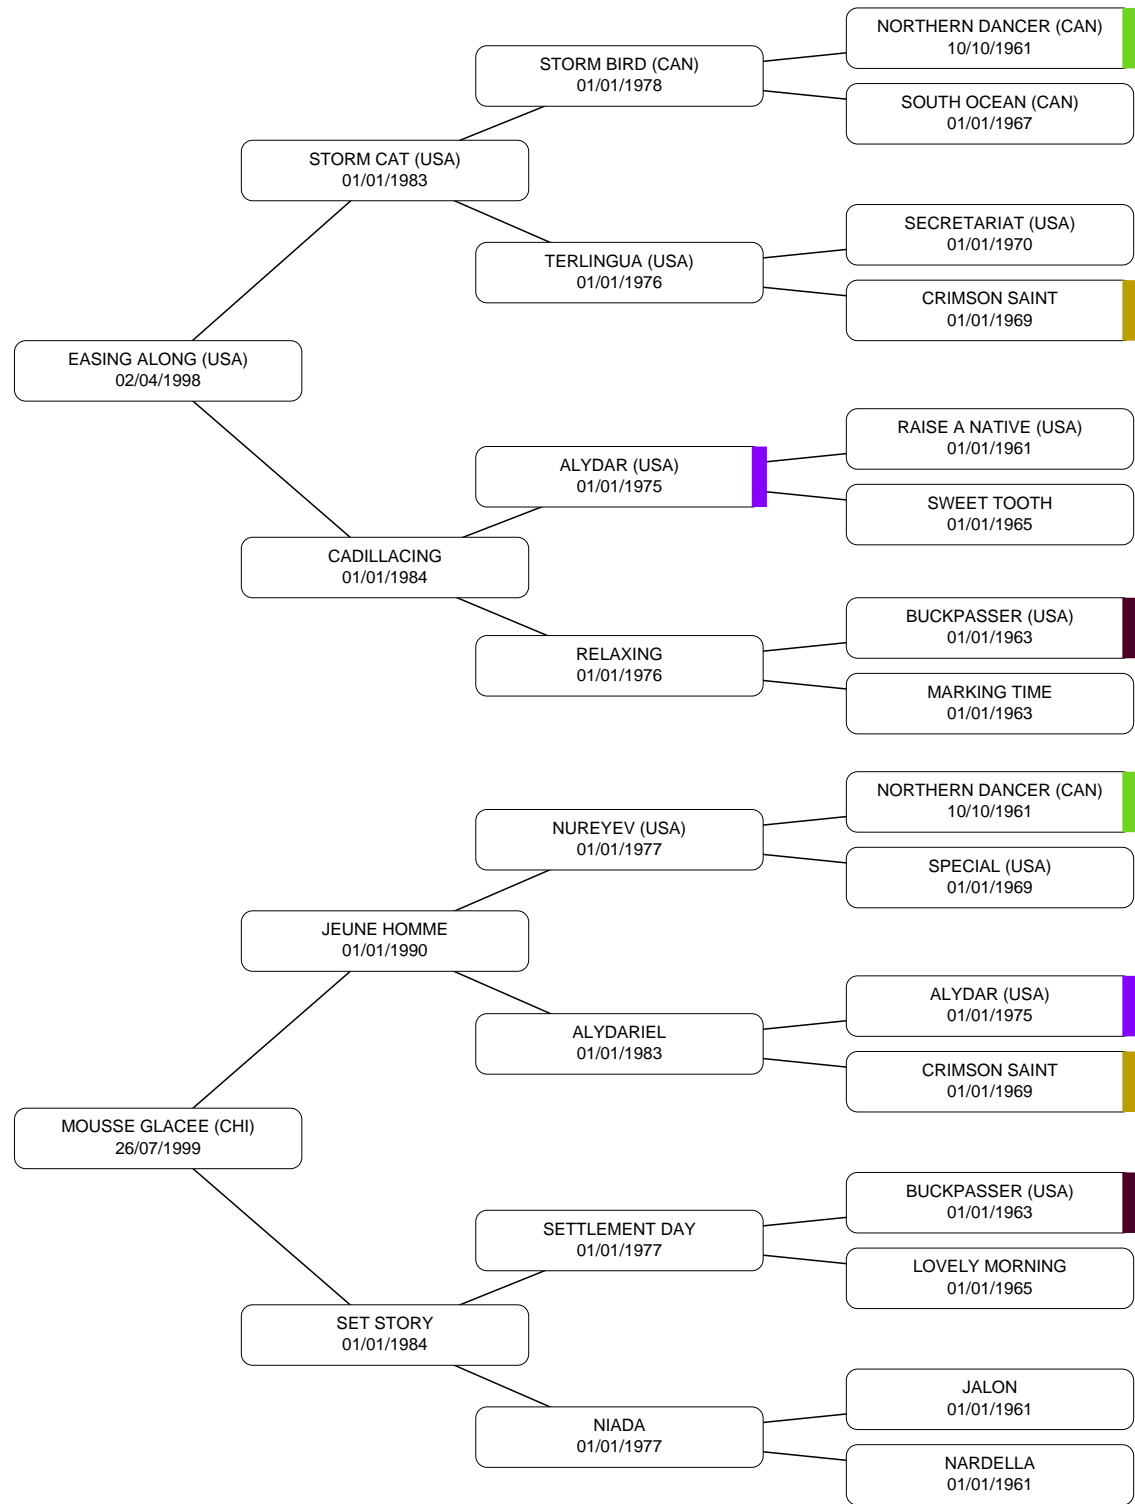 NORTHERN DANCER (CAN)
10/10/1961
STORM BIRD (CAN)
01/01/1978
SOUTH OCEAN (CAN)
01/01/1967
STORM CAT (USA)
01/01/1983
SECRETARIAT (USA)
01/01/1970
TERLINGUA (USA)
01/01/1976
CRIMSON SAINT
01/01/1969
EASING ALONG (USA)
02/04/1998
RAISE A NATIVE (USA)
01/01/1961
ALYDAR (USA)
01/01/1975
SWEET TOOTH
01/01/1965
CADILLACING
01/01/1984
BUCKPASSER (USA)
01/01/1963
RELAXING
01/01/1976
MARKING TIME
01/01/1963
NORTHERN DANCER (CAN)
10/10/1961
NUREYEV (USA)
01/01/1977
SPECIAL (USA)
01/01/1969
JEUNE HOMME
01/01/1990
ALYDAR (USA)
01/01/1975
ALYDARIEL
01/01/1983
CRIMSON SAINT
01/01/1969
MOUSSE GLACEE (CHI)
26/07/1999
BUCKPASSER (USA)
01/01/1963
SETTLEMENT DAY
01/01/1977
LOVELY MORNING
01/01/1965
SET STORY
01/01/1984
JALON
01/01/1961
NIADA
01/01/1977
NARDELLA
01/01/1961